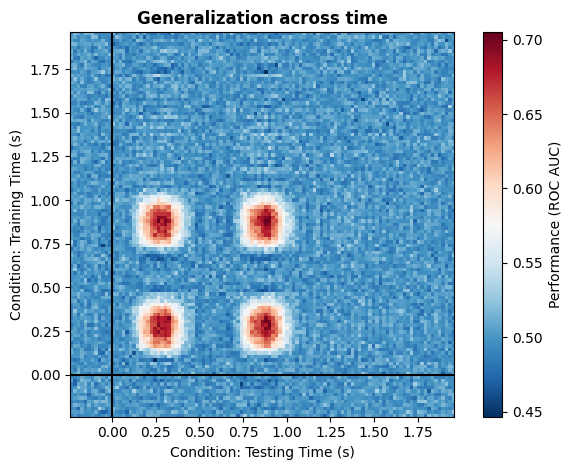 Generalization across time
Condition: Training Time (s)
1.75
1.50
1.25
1.00
0.75
0.50
0.25
0.00
0.00 0.25 0.50 0.75 1.00 1.25 1.50 1.75
Condition: Testing Time (s)
0.70
0.65
0.60
0.55
0.50
0.45
Performance (ROC AUC)